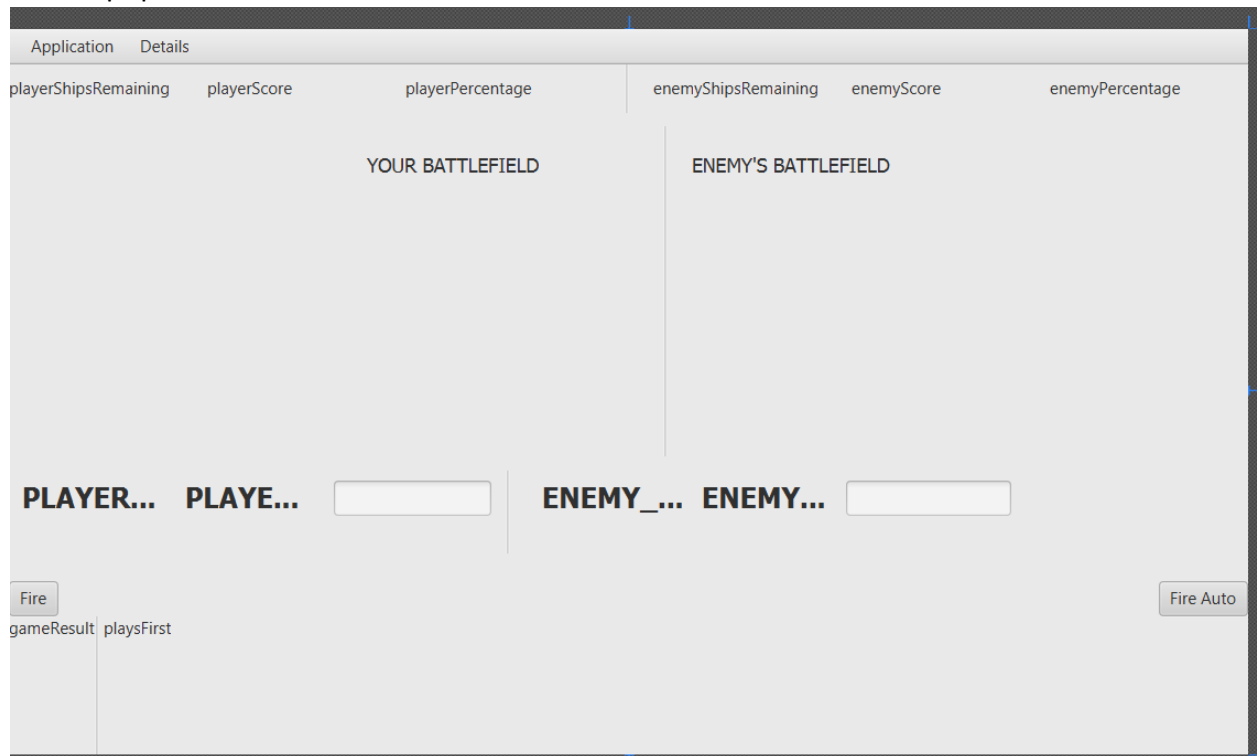 Application Details
playerShipsRemaining playerScore playerPercentage enemyShipsRemaining enemyScore enemyPercentage
YOUR BATTLEFIELD ENEMY'S BATTLEFIELD
PLAYER... PLAYE... ENEMY_... ENEMY...
Fire Fire Auto
gameResult playsFirst